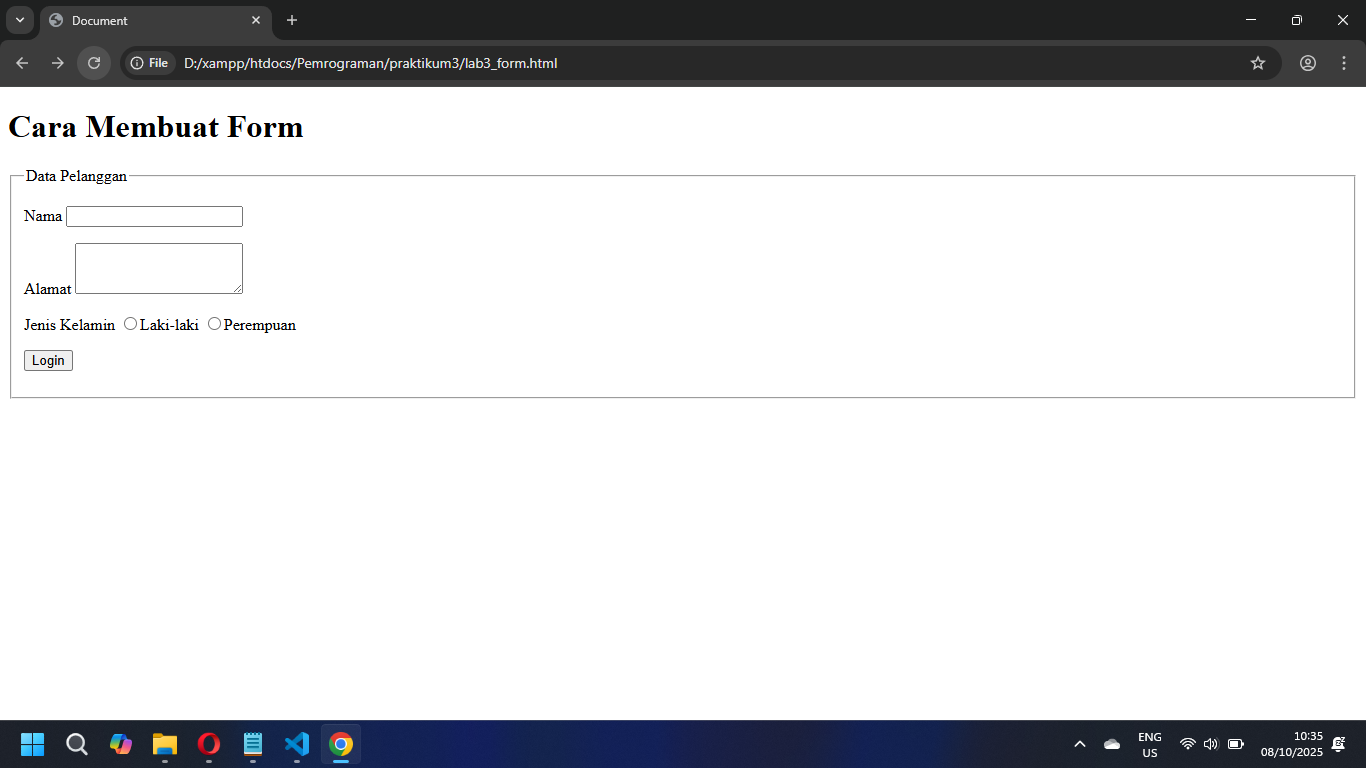 Document
File D:/xampp/htdocs/Pemrograman/praktikum3/lab3_form.html
Cara Membuat Form
Data Pelanggan
Nama
Alamat
Jenis Kelamin Laki-laki Perempuan
Login
ENG
US
10:35
08/10/2025